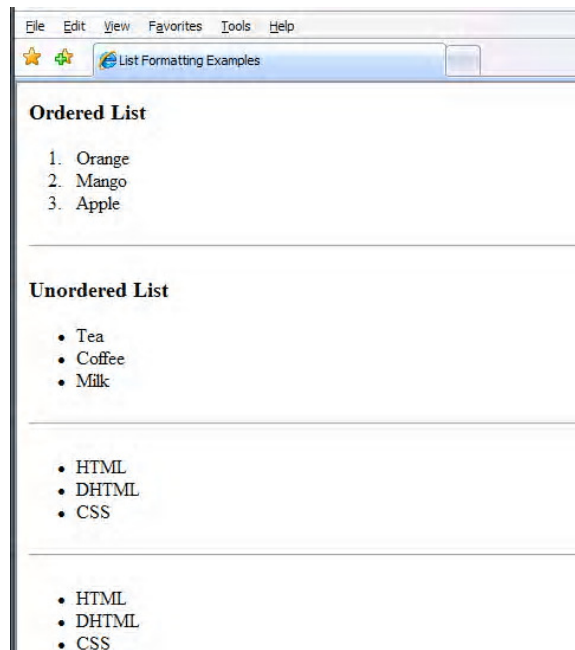 File Edit View Favorites Tools Help
List Formatting Examples
Ordered List
1. Orange
2. Mango
3. Apple
Unordered List
• Tea
• Coffee
• Milk
• HTML
• DHTML
• CSS
• HTML
• DHTML
• CSS